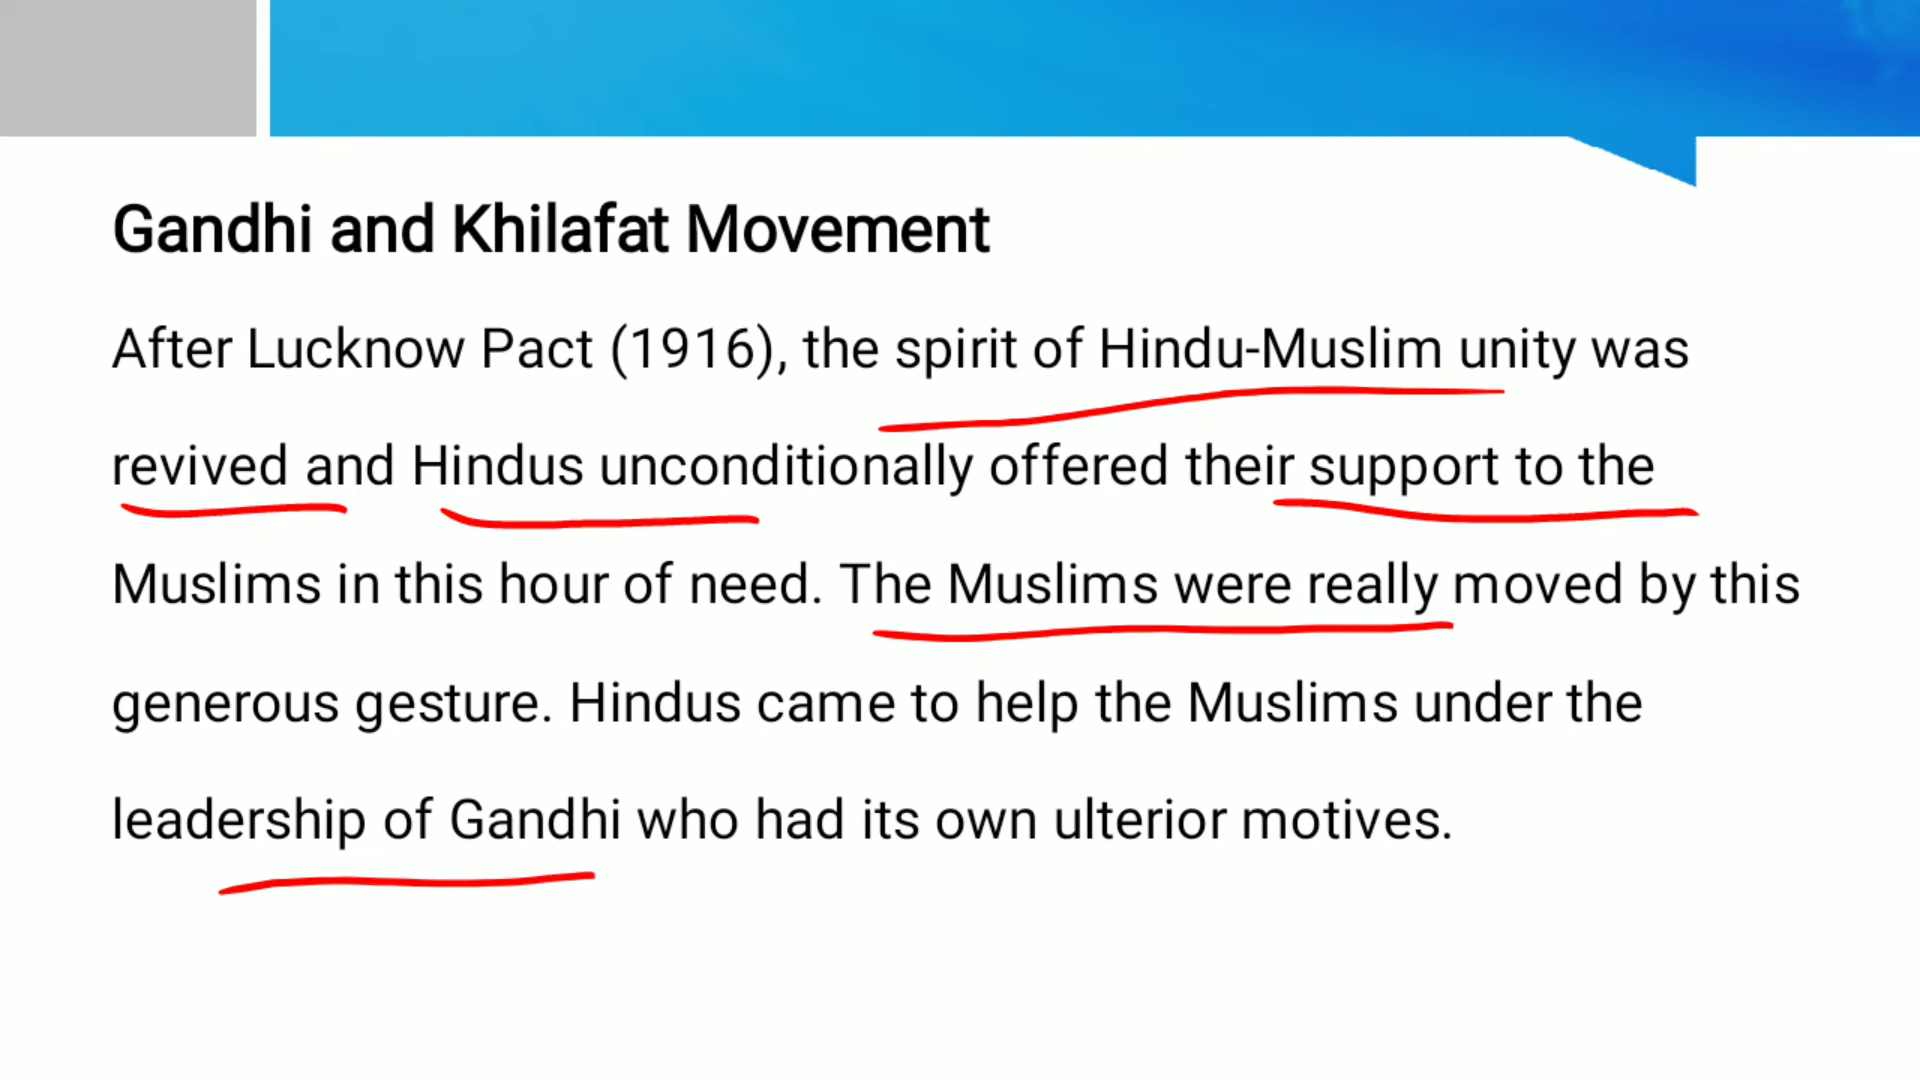 Gandhi and Khilafat Movement
After Lucknow Pact (1916), the spirit of Hindu-Muslim unity was
revived and Hindus unconditionally offered their support to the
Muslims in this hour of need. The Muslims were really moved by this
generous gesture. Hindus came to help the Muslims under the
leadership of Gandhi who had its own ulterior motives.